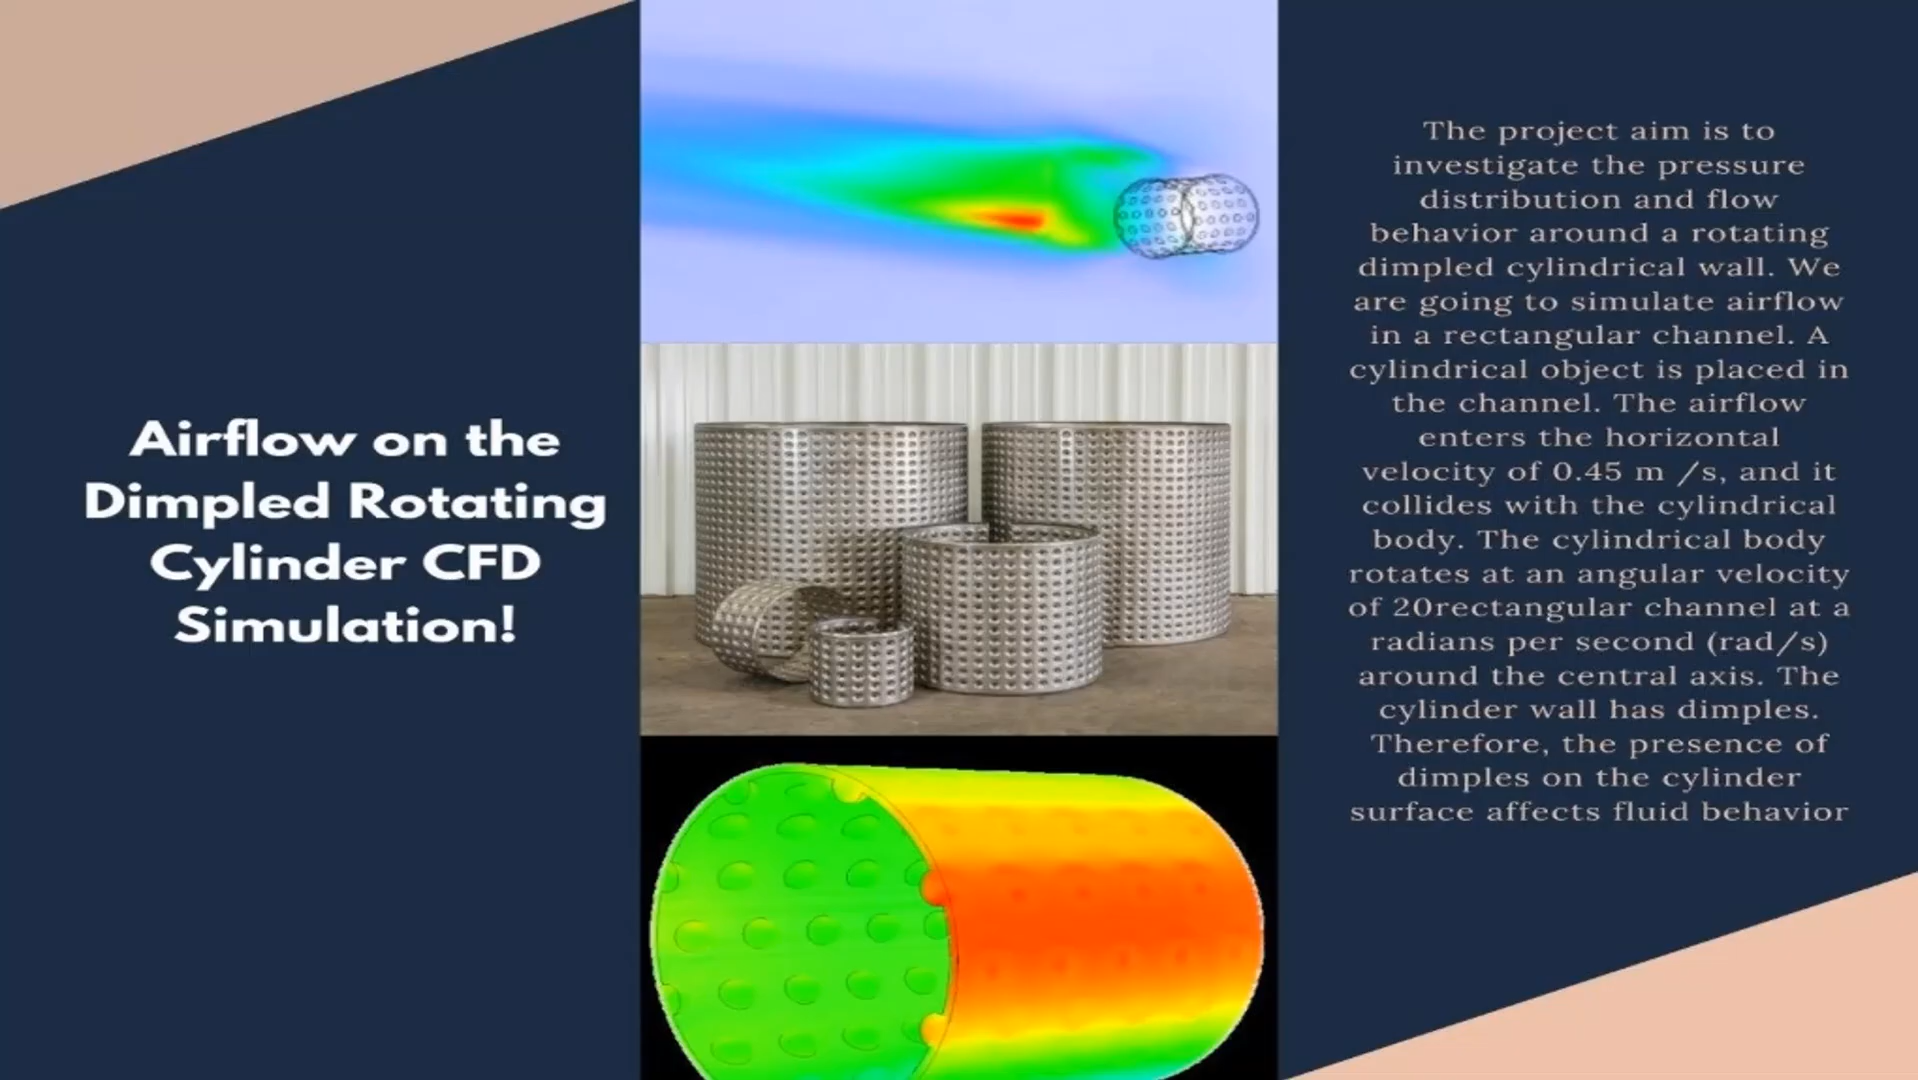 Airflow on the
Dimpled Rotating
Cylinder CFD
Simulation!
The project aim is to
investigate the pressure
distribution and flow
behavior around a rotating
dimpled cylindrical wall. We
are going to simulate airflow
in a rectangular channel. A
cylindrical object is placed in
the channel. The airflow
enters the horizontal
velocity of 0.45 m /s, and it
collides with the cylindrical
body. The cylindrical body
rotates at an angular velocity
of 20rectangular channel at a
radians per second (rad/s)
around the central axis. The
cylinder wall has dimples.
Therefore, the presence of
dimples on the cylinder
surface affects fluid behavior